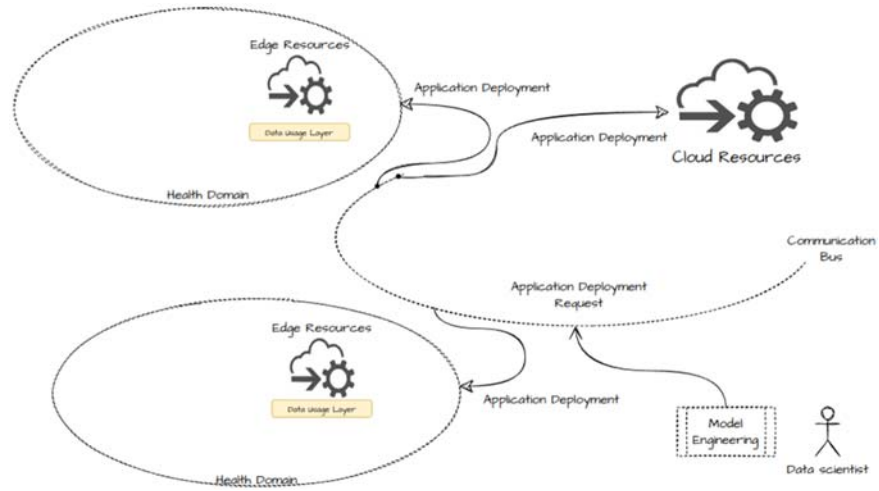 Edge Resources
Data Usage Layer
Health Domain
Application Deployment
Application Deployment
Cloud Resources
Communication
Bus
Application Deployment
Request
Edge Resources
Data Usage Layer
Health Domain
Application Deployment
Model
Engineering
Data scientist